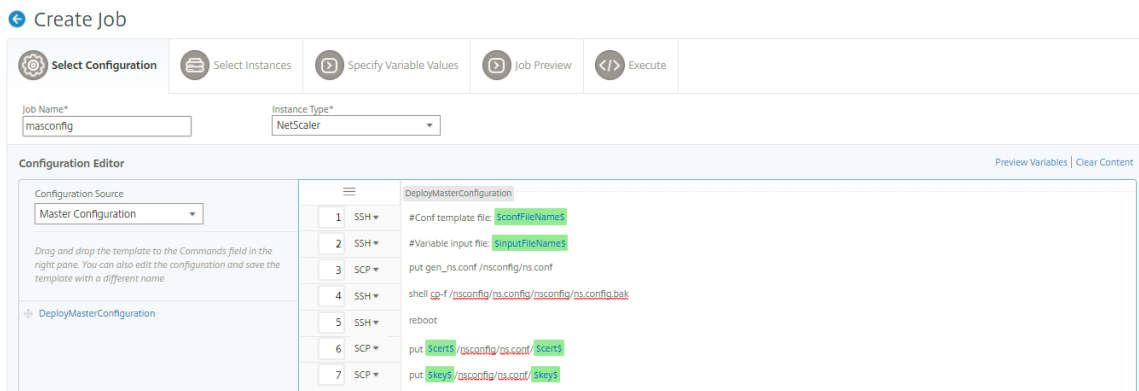 Create Job
Select Configuration
Select Instances
Specify Variable Values
Job Preview
Execute
Job Name*
Instance Type*
masconfig
NetScaler
Configuration Editor
Preview Variables | Clear Content
Configuration Source
Master Configuration
Drag and drop the template to the Commands field in the
right pane. You can also edit the configuration and save the
template with a different name
DeployMasterConfiguration
DeployMasterConfiguration
1 SSH #Conf template file: $confFileName$
2 SSH #Variable input file: $inputFileName$
3 SCP put gen_ns.conf /nsconfig/ns.conf
4 SSH shell cp-f /nsconfig/ns.config/nsconfig/ns.config.bak
5 SSH reboot
6 SCP put $cert$ /nsconfig/ns.conf/ $cert$
7 SCP put $key$ /nsconfig/ns.conf/ $key$